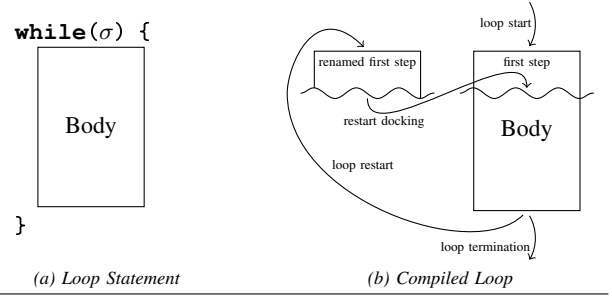 while(σ) {
Body
}
(a) Loop Statement
loop start
renamed first step
first step
restart docking
Body
loop restart
loop termination
(b) Compiled Loop